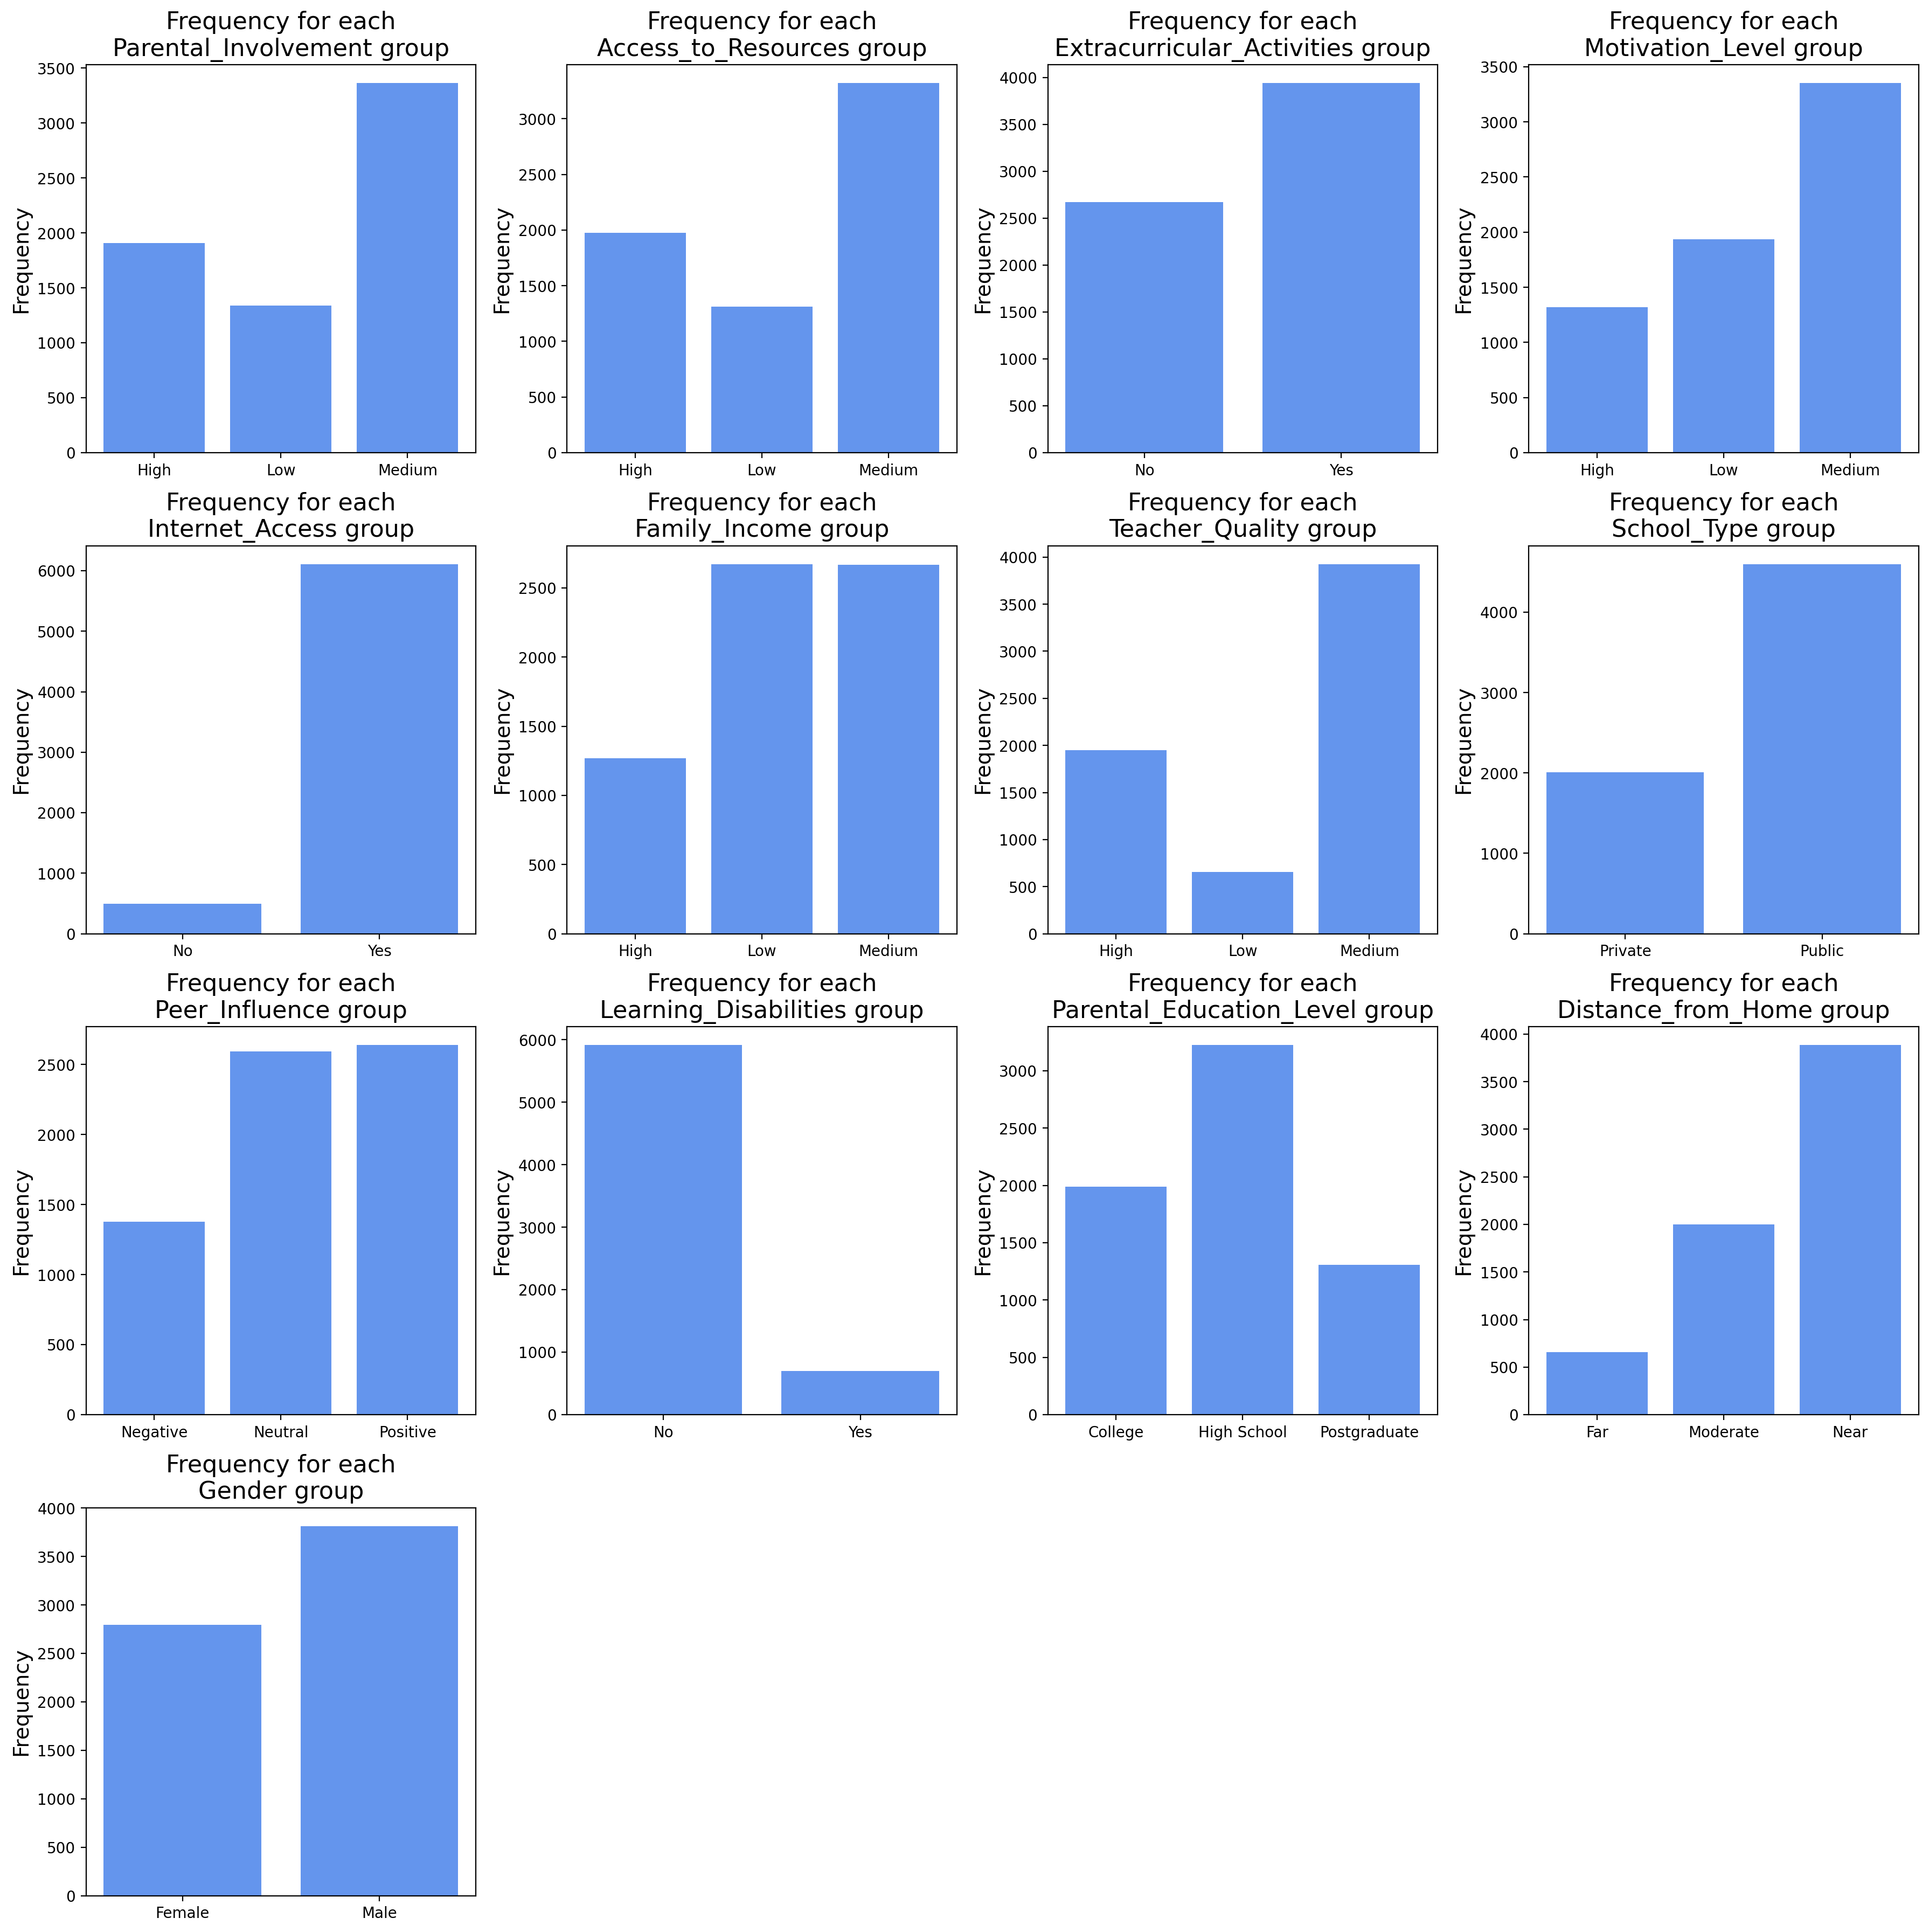 Frequency for each
Parental_Involvement group
Frequency
3500
3000
2500
2000
1500
1000
500
0
High Low Medium
Frequency for each
Access_to_Resources group
Frequency
3000
2500
2000
1500
1000
500
0
High Low Medium
Frequency for each
Extracurricular_Activities group
Frequency
4000
3500
3000
2500
2000
1500
1000
500
0
No Yes
Frequency for each
Motivation_Level group
Frequency
3500
3000
2500
2000
1500
1000
500
0
High Low Medium
Frequency for each
Internet_Access group
Frequency
6000
5000
4000
3000
2000
1000
0
No Yes
Frequency for each
Family_Income group
Frequency
2500
2000
1500
1000
500
0
High Low Medium
Frequency for each
Teacher_Quality group
Frequency
4000
3500
3000
2500
2000
1500
1000
500
0
High Low Medium
Frequency for each
School_Type group
Frequency
4000
3000
2000
1000
0
Private Public
Frequency for each
Peer_Influence group
Frequency
2500
2000
1500
1000
500
0
Negative Neutral Positive
Frequency for each
Learning_Disabilities group
Frequency
6000
5000
4000
3000
2000
1000
0
No Yes
Frequency for each
Parental_Education_Level group
Frequency
3000
2500
2000
1500
1000
500
0
College High School Postgraduate
Frequency for each
Distance_from_Home group
Frequency
4000
3500
3000
2500
2000
1500
1000
500
0
Far Moderate Near
Frequency for each
Gender group
Frequency
4000
3500
3000
2500
2000
1500
1000
500
0
Female Male